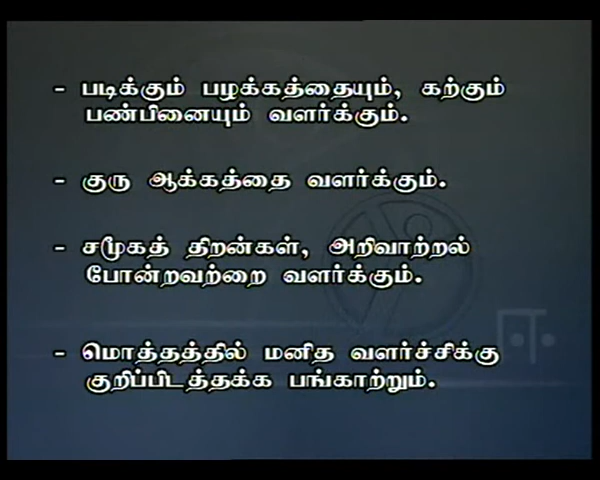 - படிக்கும் பழக்கத்தையும், கற்கும்
பண்பினையும் வளர்க்கும்.
- குரு ஆக்கத்தை வளர்க்கும்.
- சமூகத் திறன்கள், அறிவாற்றல்
போன்றவற்றை வளர்க்கும்.
- மொத்தத்தில் மனித வளர்ச்சிக்கு
குறிப்பிடத்தக்க பங்காற்றும்.